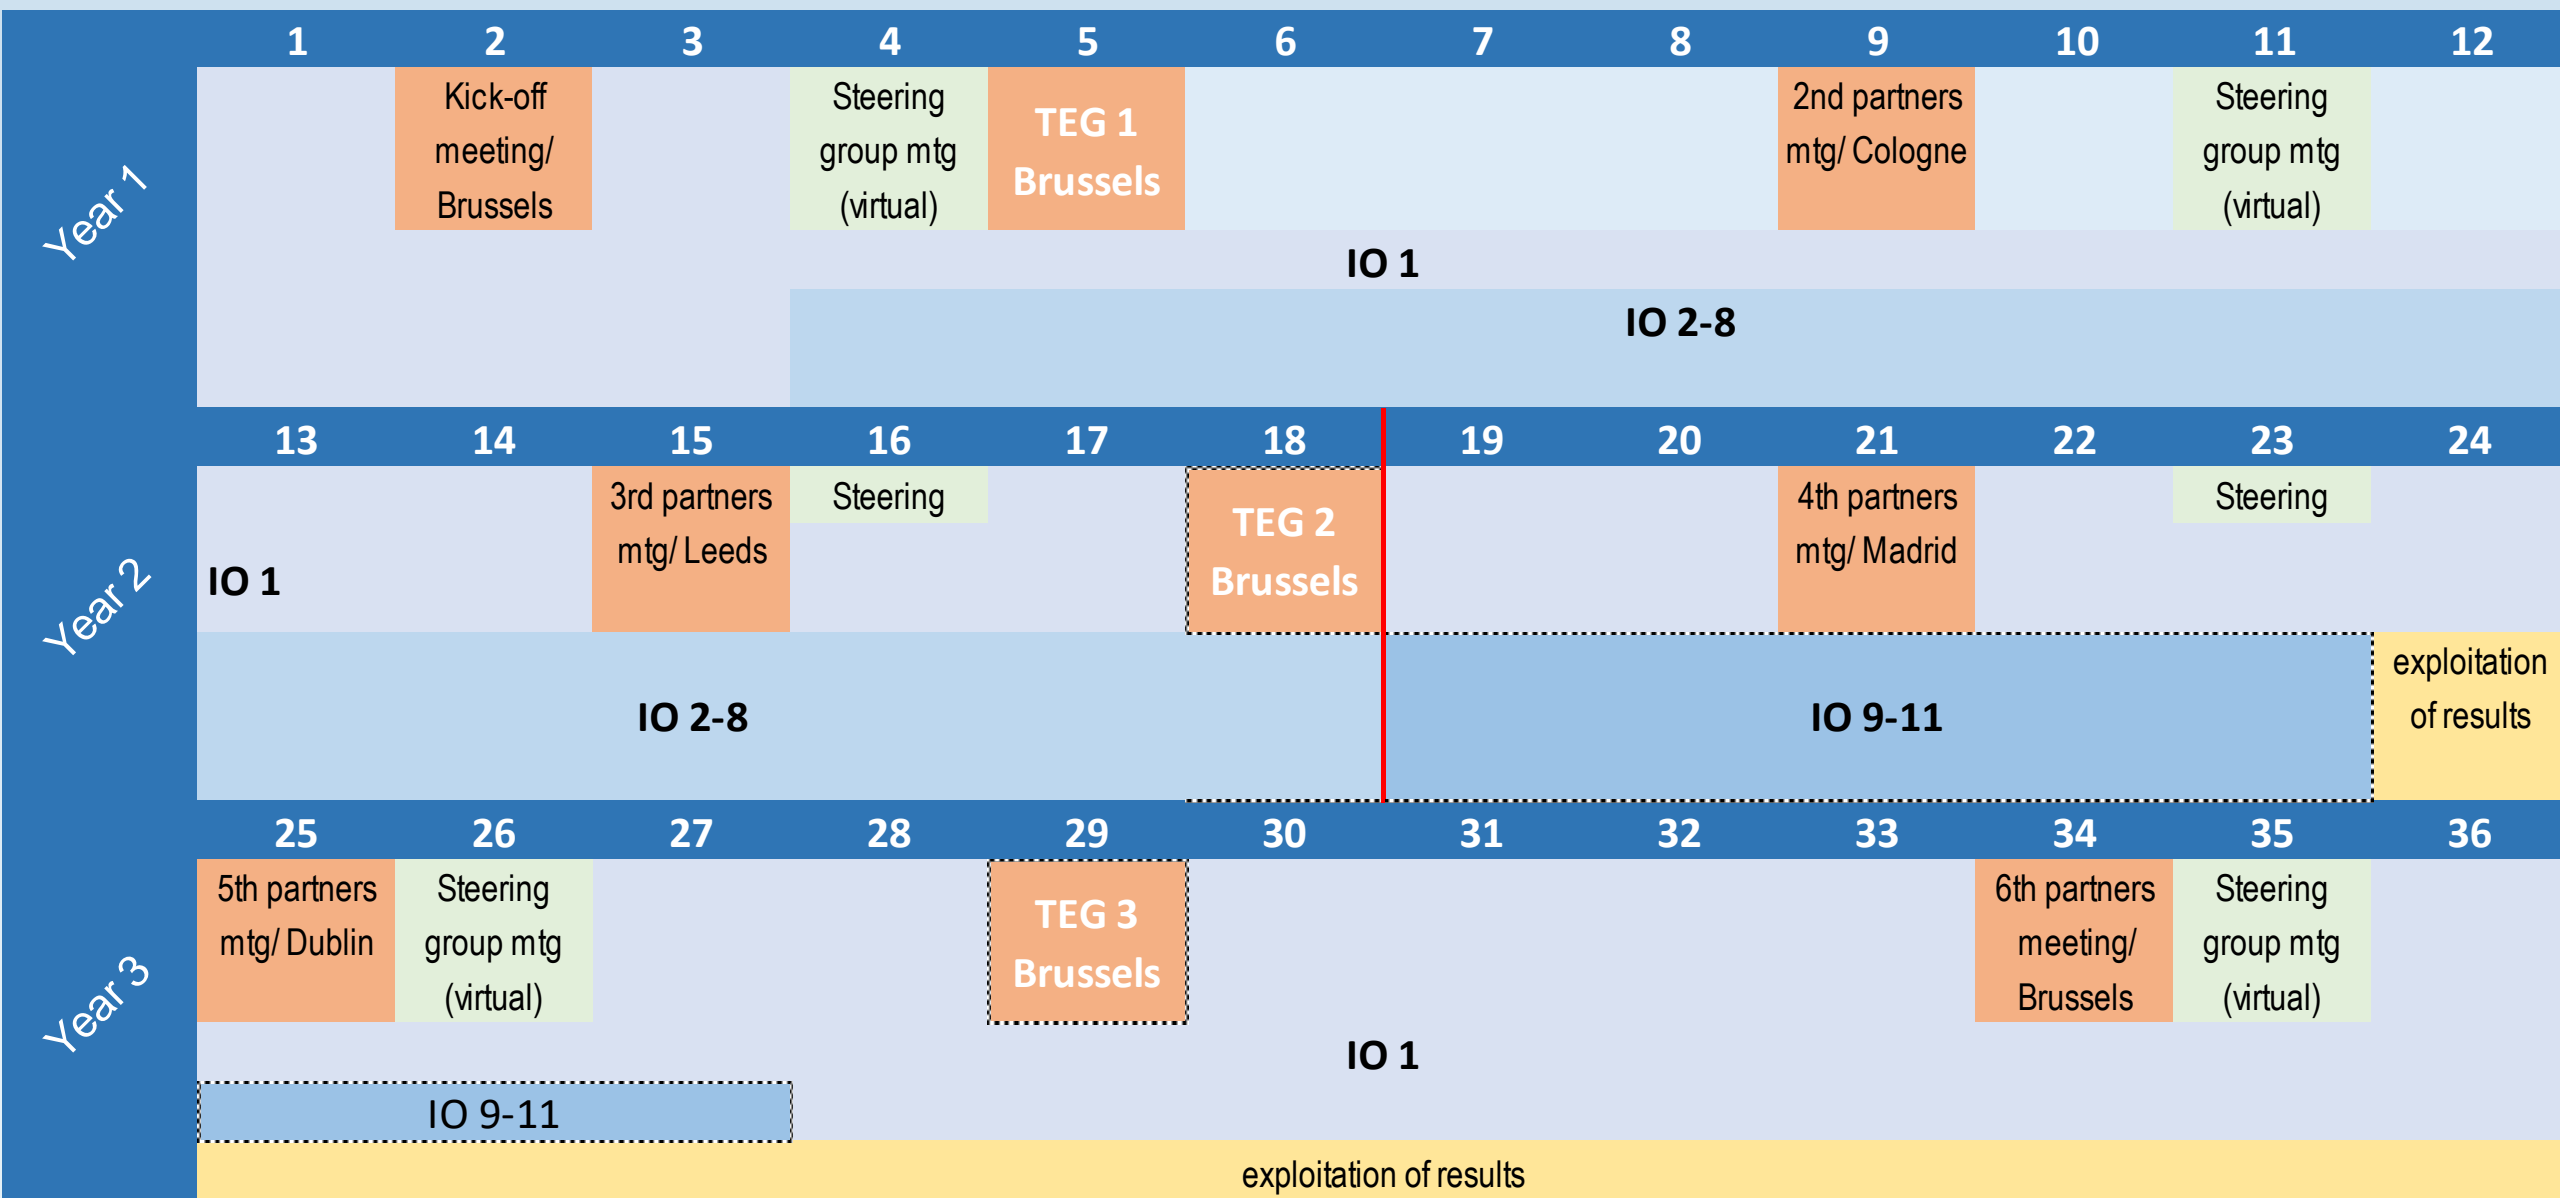 1 2 3 4 5 6 7 8 9 10 11 12
Year 1
Kick-off
meeting/
Brussels
Steering
group mtg
(virtual)
TEG 1
Brussels
2nd partners
mtg/ Cologne
Steering
group mtg
(virtual)
IO 1
IO 2-8
13 14 15 16 17 18 19 20 21 22 23 24
Year 2
IO 1
3rd partners
mtg/ Leeds
Steering
TEG 2
Brussels
4th partners
mtg/ Madrid
Steering
IO 2-8
IO 9-11
exploitation
of results
25 26 27 28 29 30 31 32 33 34 35 36
Year 3
5th partners
mtg/ Dublin
Steering
group mtg
(virtual)
TEG 3
Brussels
6th partners
meeting/
Brussels
Steering
group mtg
(virtual)
IO 1
IO 9-11
exploitation of results